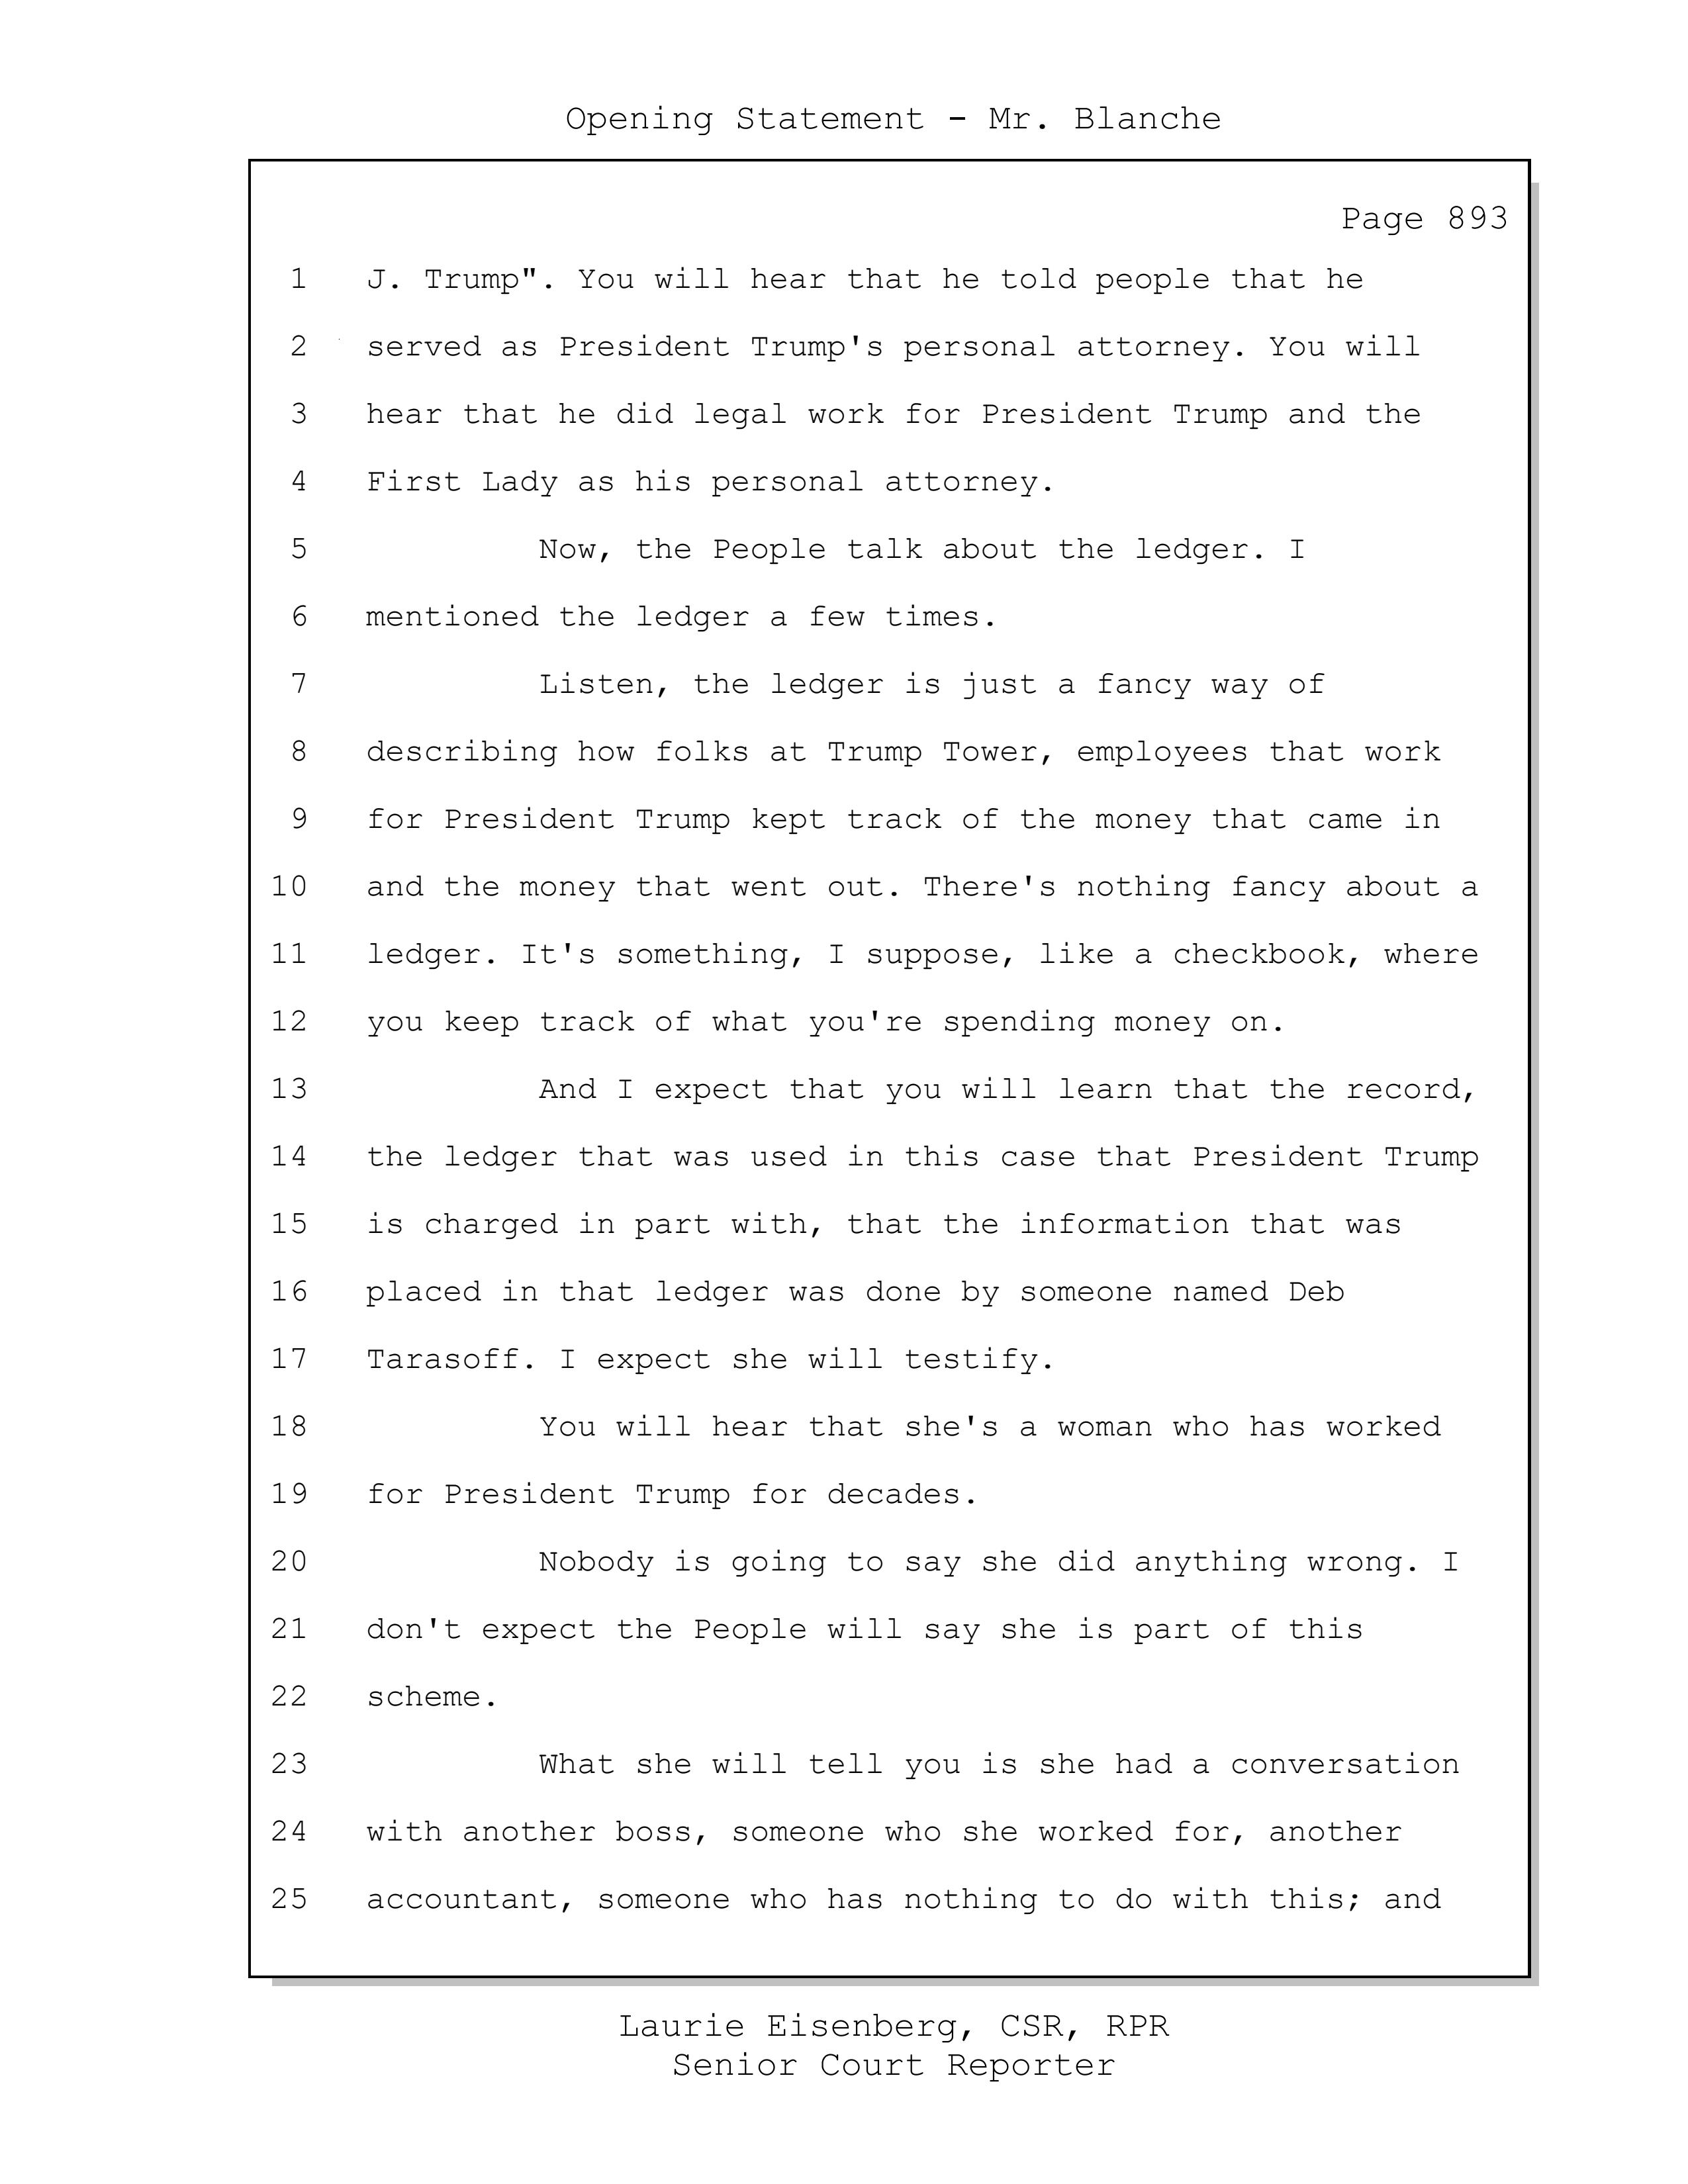 Opening Statement - Mr. Blanche
Page 893
1 J. Trump". You will hear that he told people that he
2 served as President Trump's personal attorney. You will
3 hear that he did legal work for President Trump and the
4 First Lady as his personal attorney.
5 Now, the People talk about the ledger. I
6 mentioned the ledger a few times.
7 Listen, the ledger is just a fancy way of
8 describing how folks at Trump Tower, employees that work
9 for President Trump kept track of the money that came in
10 and the money that went out. There's nothing fancy about a
11 ledger. It's something, I suppose, like a checkbook, where
12 you keep track of what you're spending money on.
13 And I expect that you will learn that the record,
14 the ledger that was used in this case that President Trump
15 is charged in part with, that the information that was
16 placed in that ledger was done by someone named Deb
17 Tarasoff. I expect she will testify.
18 You will hear that she's a woman who has worked
19 for President Trump for decades.
20 Nobody is going to say she did anything wrong. I
21 don't expect the People will say she is part of this
22 scheme.
23 What she will tell you is she had a conversation
24 with another boss, someone who she worked for, another
25 accountant, someone who has nothing to do with this; and
Laurie Eisenberg, CSR, RPR
Senior Court Reporter